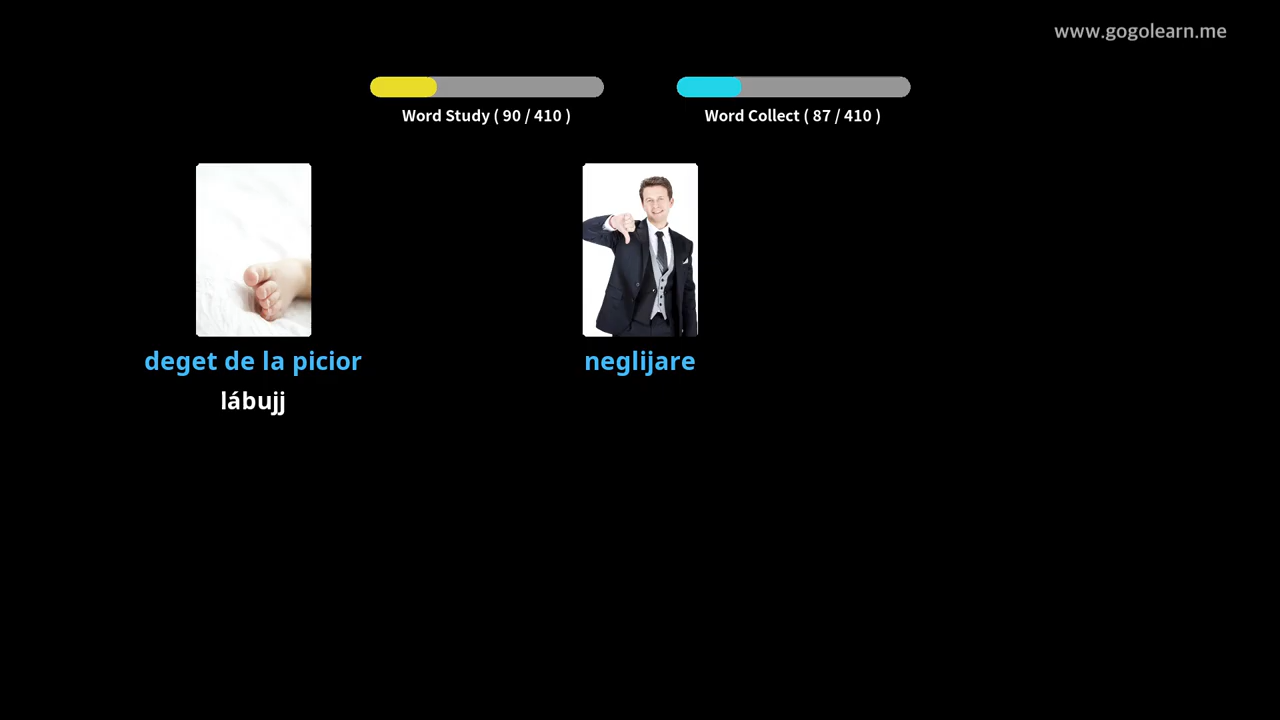 www.gogolearn.me
Word Study ( 90 / 410 )
Word Collect ( 87 / 410 )
deget de la picior
lábujj
neglijare